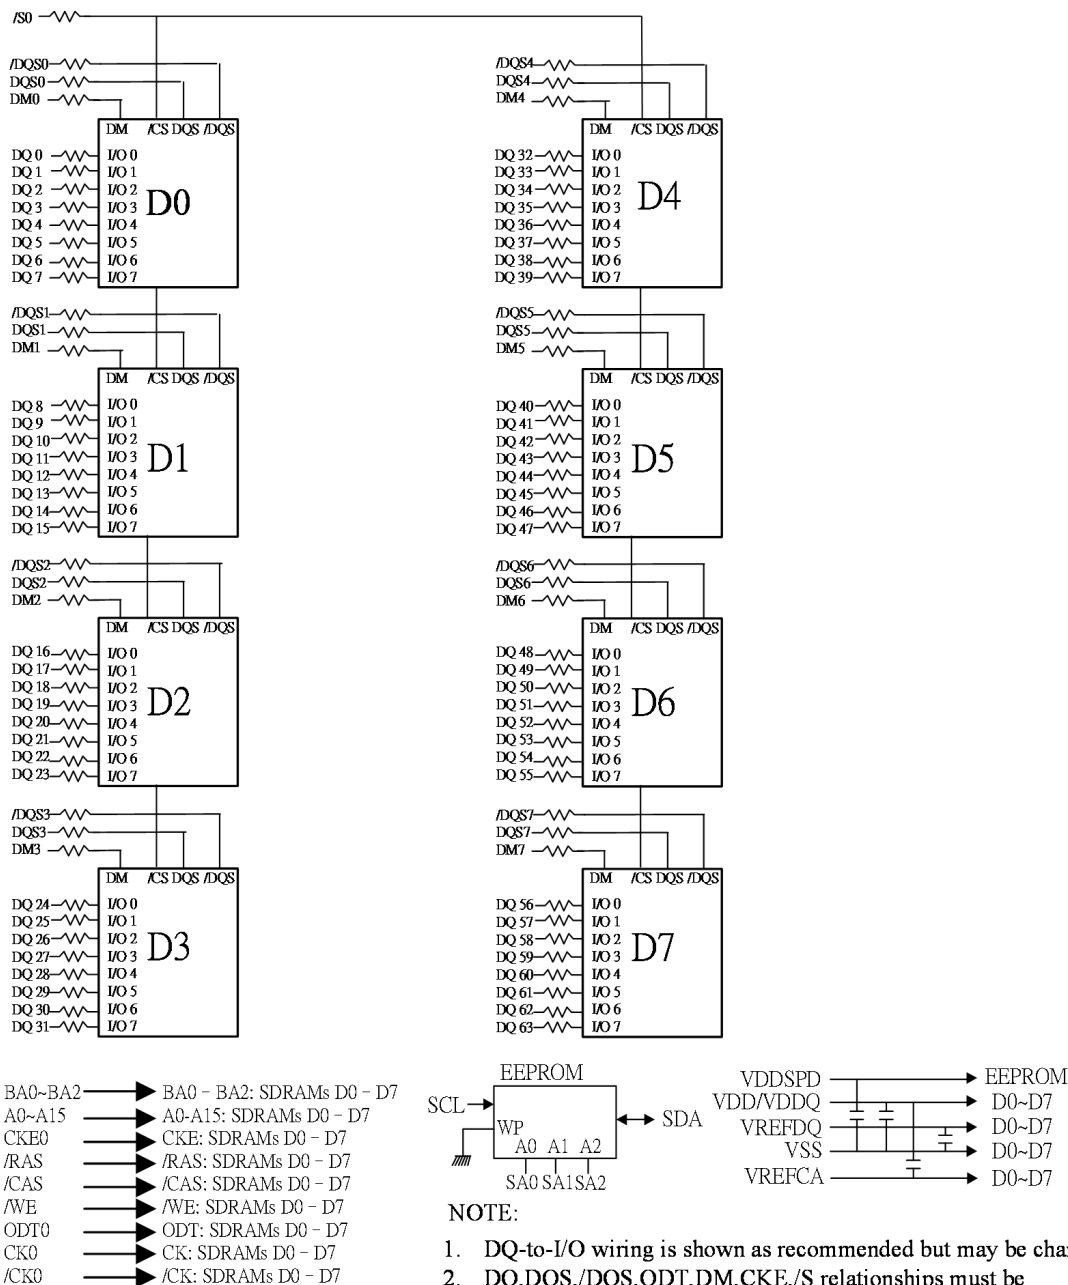 /S0
/DQS0
DQS0
DM0
DM /CS DQS /DQS
DQ 0 I/O 0
DQ 1 I/O 1
DQ 2 I/O 2
DQ 3 I/O 3
DQ 4 I/O 4
DQ 5 I/O 5
DQ 6 I/O 6
DQ 7 I/O 7
D0
/DQS1
DQS1
DM1
DM /CS DQS /DQS
DQ 8 I/O 0
DQ 9 I/O 1
DQ 10 I/O 2
DQ 11 I/O 3
DQ 12 I/O 4
DQ 13 I/O 5
DQ 14 I/O 6
DQ 15 I/O 7
D1
/DQS2
DQS2
DM2
DM /CS DQS /DQS
DQ 16 I/O 0
DQ 17 I/O 1
DQ 18 I/O 2
DQ 19 I/O 3
DQ 20 I/O 4
DQ 21 I/O 5
DQ 22 I/O 6
DQ 23 I/O 7
D2
/DQS3
DQS3
DM3
DM /CS DQS /DQS
DQ 24 I/O 0
DQ 25 I/O 1
DQ 26 I/O 2
DQ 27 I/O 3
DQ 28 I/O 4
DQ 29 I/O 5
DQ 30 I/O 6
DQ 31 I/O 7
D3
/DQS4
DQS4
DM4
DM /CS DQS /DQS
DQ 32 I/O 0
DQ 33 I/O 1
DQ 34 I/O 2
DQ 35 I/O 3
DQ 36 I/O 4
DQ 37 I/O 5
DQ 38 I/O 6
DQ 39 I/O 7
D4
/DQS5
DQS5
DM5
DM /CS DQS /DQS
DQ 40 I/O 0
DQ 41 I/O 1
DQ 42 I/O 2
DQ 43 I/O 3
DQ 44 I/O 4
DQ 45 I/O 5
DQ 46 I/O 6
DQ 47 I/O 7
D5
/DQS6
DQS6
DM6
DM /CS DQS /DQS
DQ 48 I/O 0
DQ 49 I/O 1
DQ 50 I/O 2
DQ 51 I/O 3
DQ 52 I/O 4
DQ 53 I/O 5
DQ 54 I/O 6
DQ 55 I/O 7
D6
/DQS7
DQS7
DM7
DM /CS DQS /DQS
DQ 56 I/O 0
DQ 57 I/O 1
DQ 58 I/O 2
DQ 59 I/O 3
DQ 60 I/O 4
DQ 61 I/O 5
DQ 62 I/O 6
DQ 63 I/O 7
D7
BA0~BA2 BA0 – BA2: SDRAMs D0 – D7
A0~A15 A0-A15: SDRAMs D0 – D7
CKE0 CKE: SDRAMs D0 – D7
/RAS /RAS: SDRAMs D0 – D7
/CAS /CAS: SDRAMs D0 – D7
/WE /WE: SDRAMs D0 – D7
ODT0 ODT: SDRAMs D0 – D7
CK0 CK: SDRAMs D0 – D7
/CK0 /CK: SDRAMs D0 – D7
EEPROM
SCL
SDA
WP
A0 A1 A2
SA0 SA1 SA2
VDDSPD EEPROM
VDD/VDDQ D0~D7
VREFDQ D0~D7
VSS D0~D7
VREFCA D0~D7
NOTE:
1. DQ-to-I/O wiring is shown as recommended but may be
2. DQ,DQS,/DQS,ODT,DM,CKE,/S relationships must be